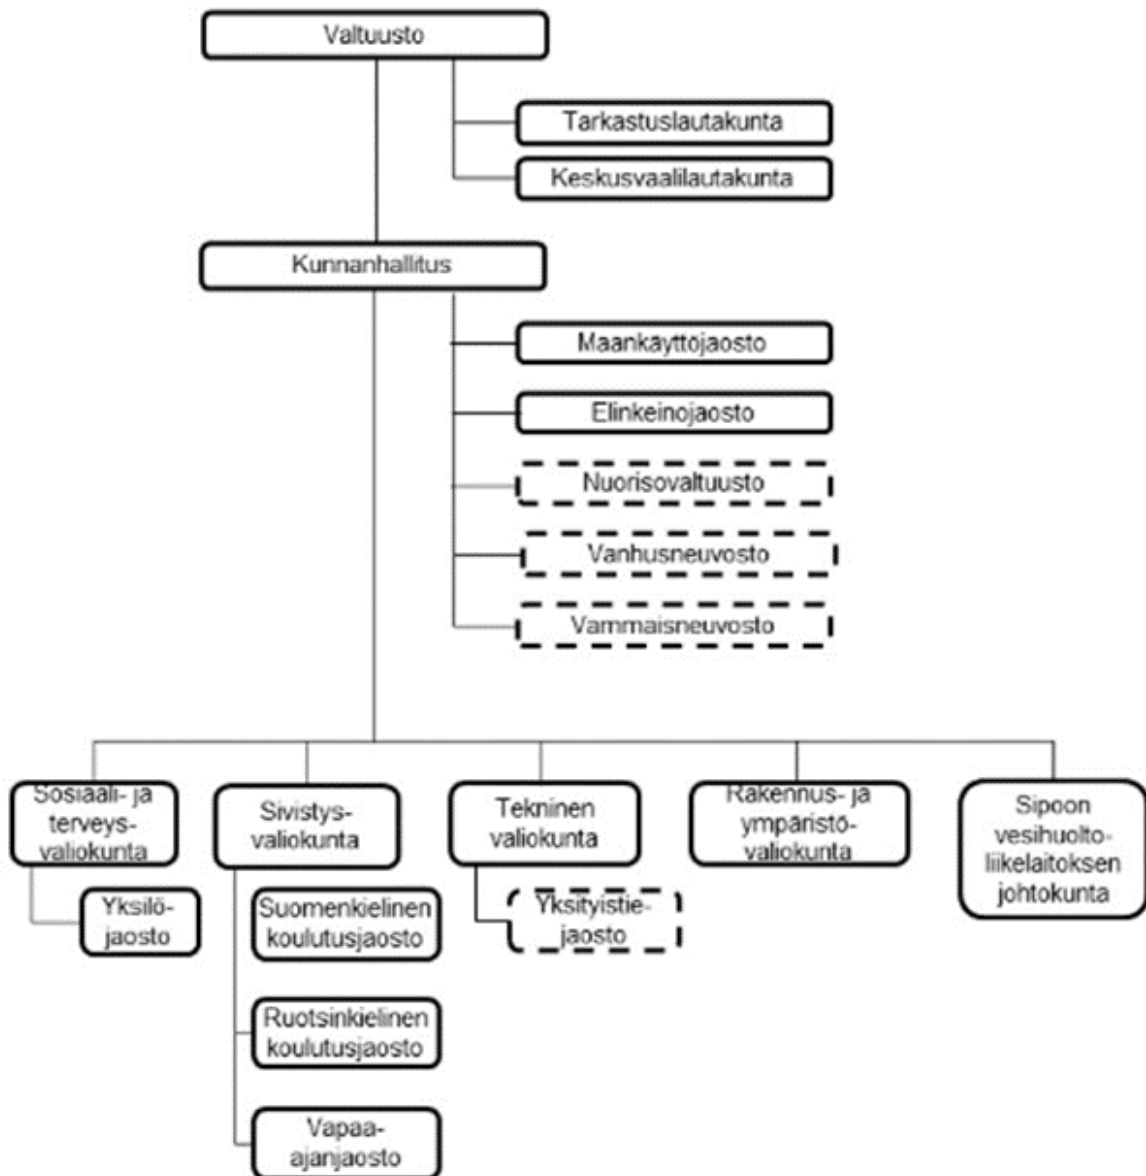 Valtuusto
Tarkastuslautakunta
Keskusvaalilautakunta
Kunnanhallitus
Maankäyttöjaosto
Elinkeinojaosto
Nuorisovaltuusto
Vanhusneuvosto
Vammaisneuvosto
Sosiaali- ja
terveys-
valiokunta
Sivistys-
valiokunta
Tekninen
valiokunta
Rakennus- ja
ympäristö-
valiokunta
Sipoon
vesihuolto-
liikelaitoksen
johtokunta
Yksilö-
jaosto
Suomenkielinen
koulutusjaosto
Yksityistie-
jaosto
Ruotsinkielinen
koulutusjaosto
Vapaa-
ajanjaosto